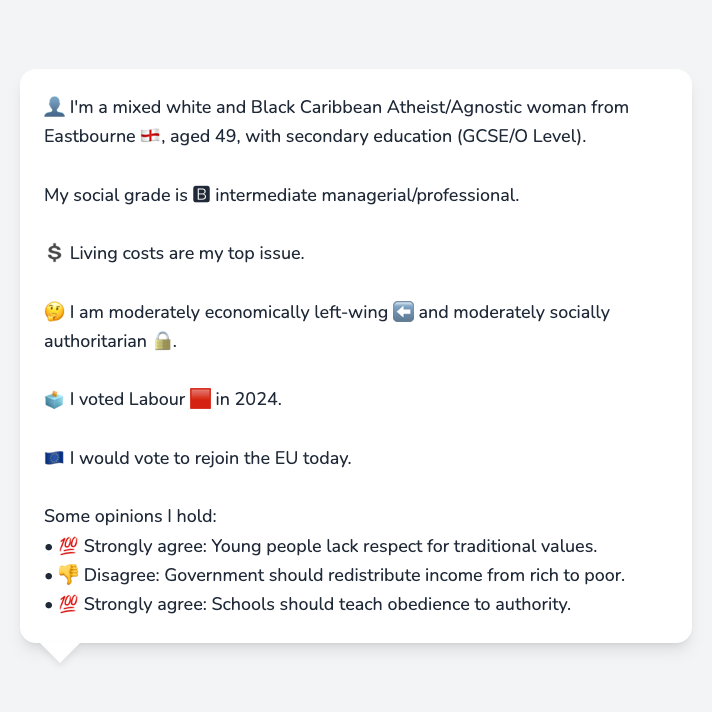 👤 I'm a mixed white and Black Caribbean Atheist/Agnostic woman from
Eastbourne 🏴󠁧󠁢󠁥󠁮󠁧󠁿, aged 49, with secondary education (GCSE/O Level).
My social grade is 🅱 intermediate managerial/professional.
💲 Living costs are my top issue.
🤔 I am moderately economically left-wing ⬅️ and moderately socially
authoritarian 🔒.
🗳️ I voted Labour 🟥 in 2024.
🇪🇺 I would vote to rejoin the EU today.
Some opinions I hold:
• 💯 Strongly agree: Young people lack respect for traditional values.
• 👎 Disagree: Government should redistribute income from rich to poor.
• 💯 Strongly agree: Schools should teach obedience to authority.